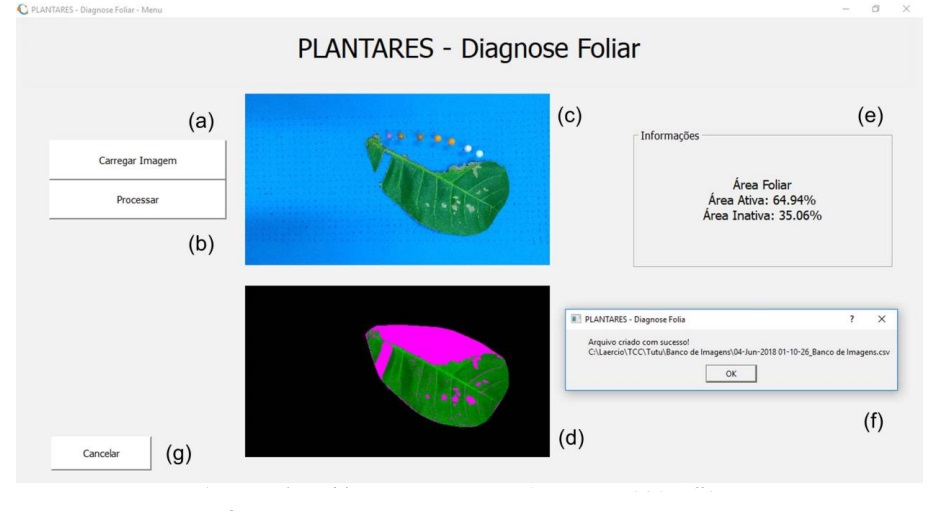 PLANTARES - Diagnose Foliar - Menu
PLANTARES - Diagnose Foliar
(a)
Carregar Imagem
Processar
(b)
(c)
(e)
Informações
Área Foliar
Área Ativa: 64.94%
Área Inativa: 35.06%
PLANTARES - Diagnose Folia
Arquivo criado com sucesso!
C:\Laercio\TCC\Tutu\Banco de Imagens\04-Jun-2018 01-10-26_Banco de Imagens.csv
OK
(f)
(d)
Cancelar
(g)